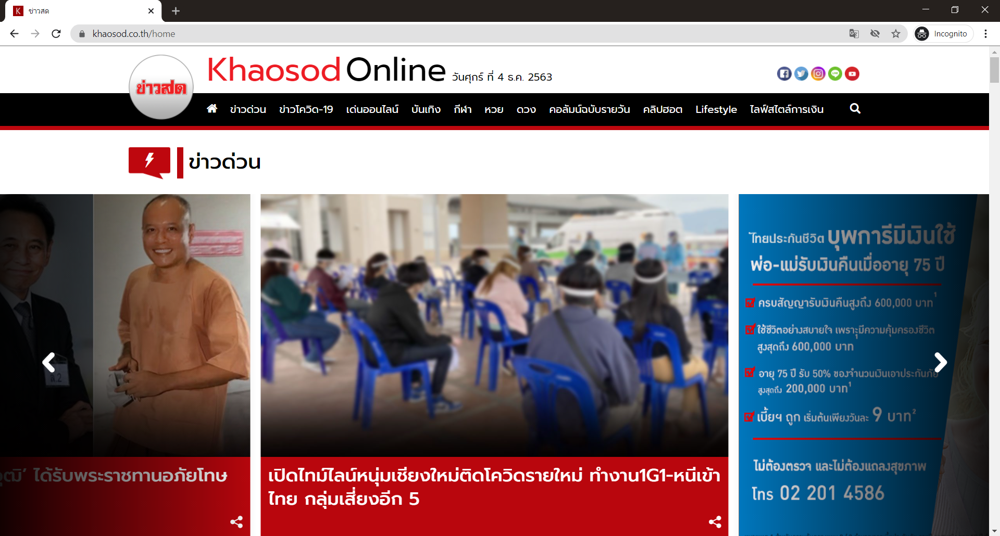 ข่าวสด
khaosod.co.th/home
Incognito
ข่าวสด
Khaosod Online วันศุกร์ ที่ 4 ธ.ค. 2563
ข่าวด่วน ข่าวโควิด-19 เด่นออนไลน์ บันเทิง กีฬา หวย ดวง คอลัมน์ฉบับรายวัน คลิปฮอต Lifestyle ไลฟ์สไตล์การเงิน
ข่าวด่วน
ล.2
วุฒิ’ ได้รับพระราชทานอภัยโทษ
เปิดไทม์ไลน์หนุ่มเชียงใหม่ติดโควิดรายใหม่ ทำงาน1G1-หนีเข้า
ไทย กลุ่มเสี่ยงอีก 5
ไทยประกันชีวิต บุพการีมีเงินใช้
พ่อ-แม่รับเงินคืนเมื่ออายุ 75 ปี
ครบสัญญารับเงินคืนสูงถึง 600,000 บาท¹
ใช้ชีวิตอย่างสบายใจ เพราะมีความคุ้มครองชีวิต
สูงสุดถึง 600,000 บาท
อายุ 75 ปี รับ 50% ของจำนวนเงินเอาประกันภัย
สูงสุดถึง 200,000 บาท¹
เบี้ยฯ ถูก เริ่มต้นเพียงวันละ 9 บาท²
ไม่ต้องตรวจ และไม่ต้องแถลงสุขภาพ
โทร 02 201 4586